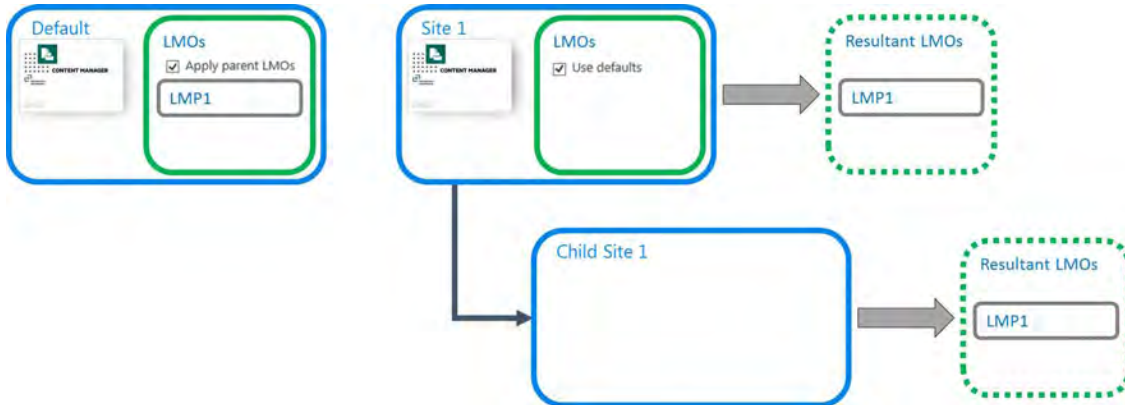 Default
CONTENT MANAGER
LMOs
Apply parent LMOs
LMP1
Site 1
CONTENT MANAGER
LMOs
Use defaults
Resultant LMOs
LMP1
Child Site 1
Resultant LMOs
LMP1